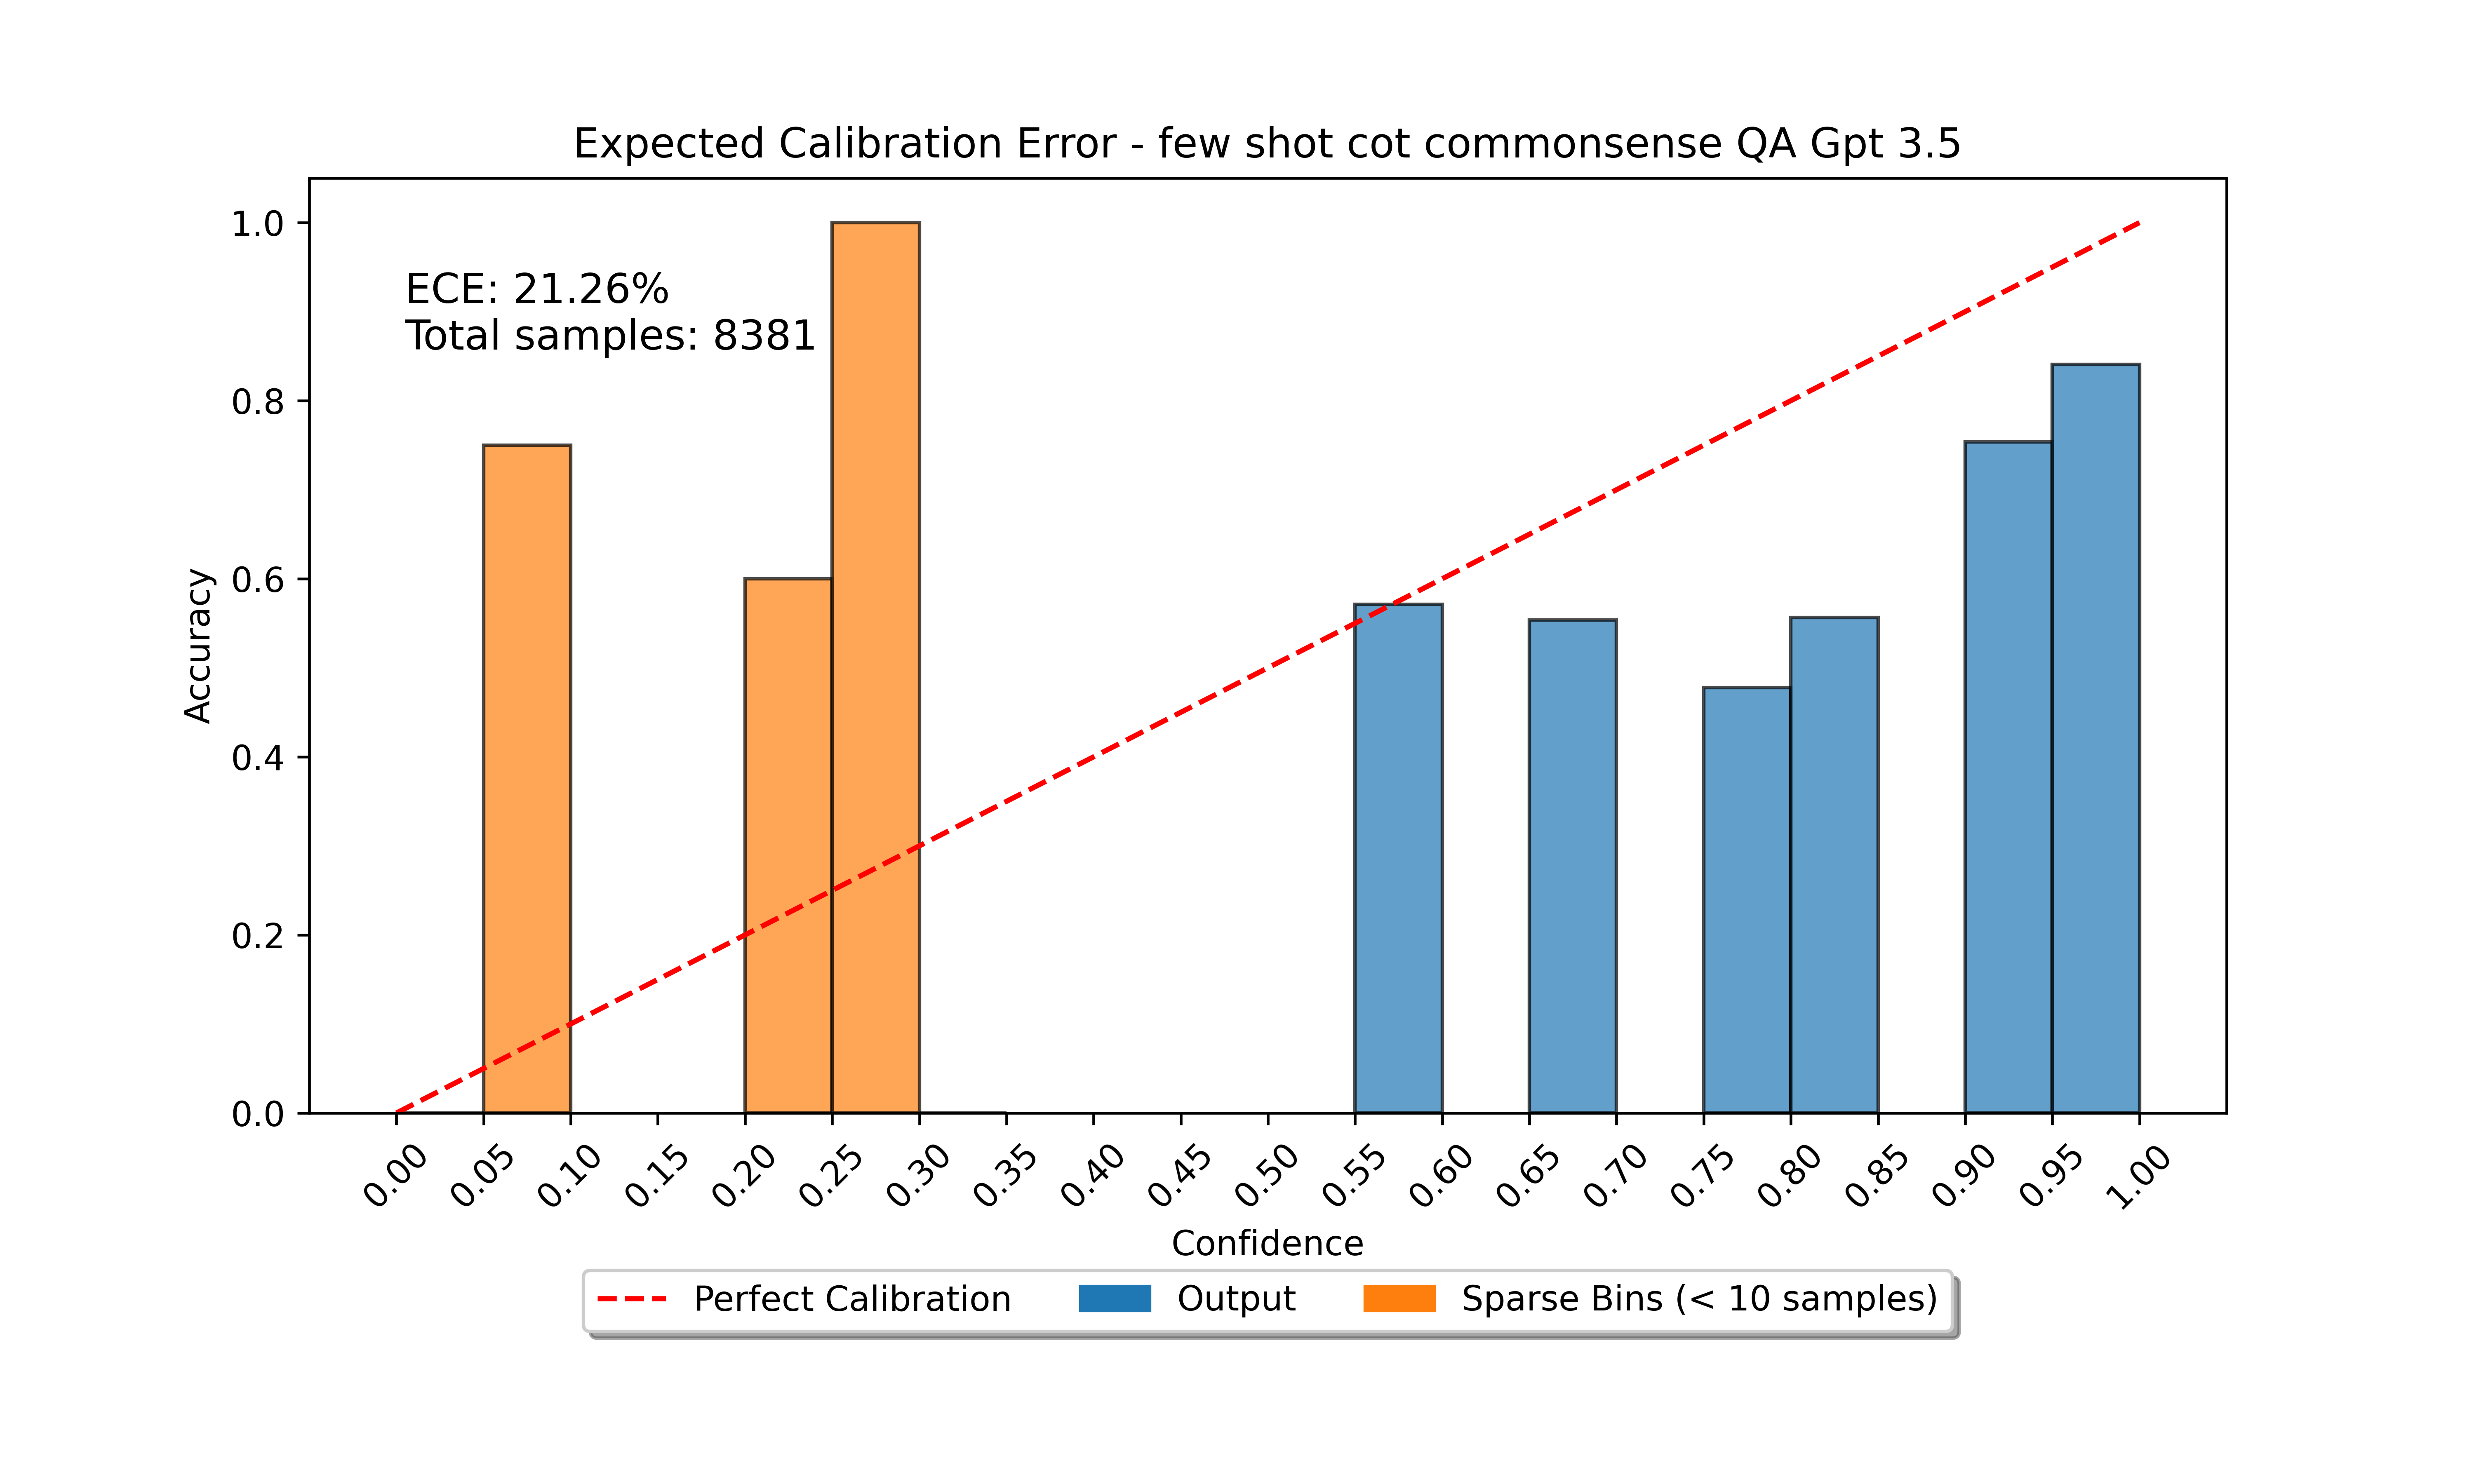 Expected Calibration Error - few shot cot commonsense QA Gpt 3.5
ECE: 21.26%
Total samples: 8381
Accuracy
1.0
0.8
0.6
0.4
0.2
0.0
0.00 0.05 0.10 0.15 0.20 0.25 0.30 0.35 0.40 0.45 0.50 0.55 0.60 0.65 0.70 0.75 0.80 0.85 0.90 0.95 1.00
Confidence
Perfect Calibration Output Sparse Bins (< 10 samples)